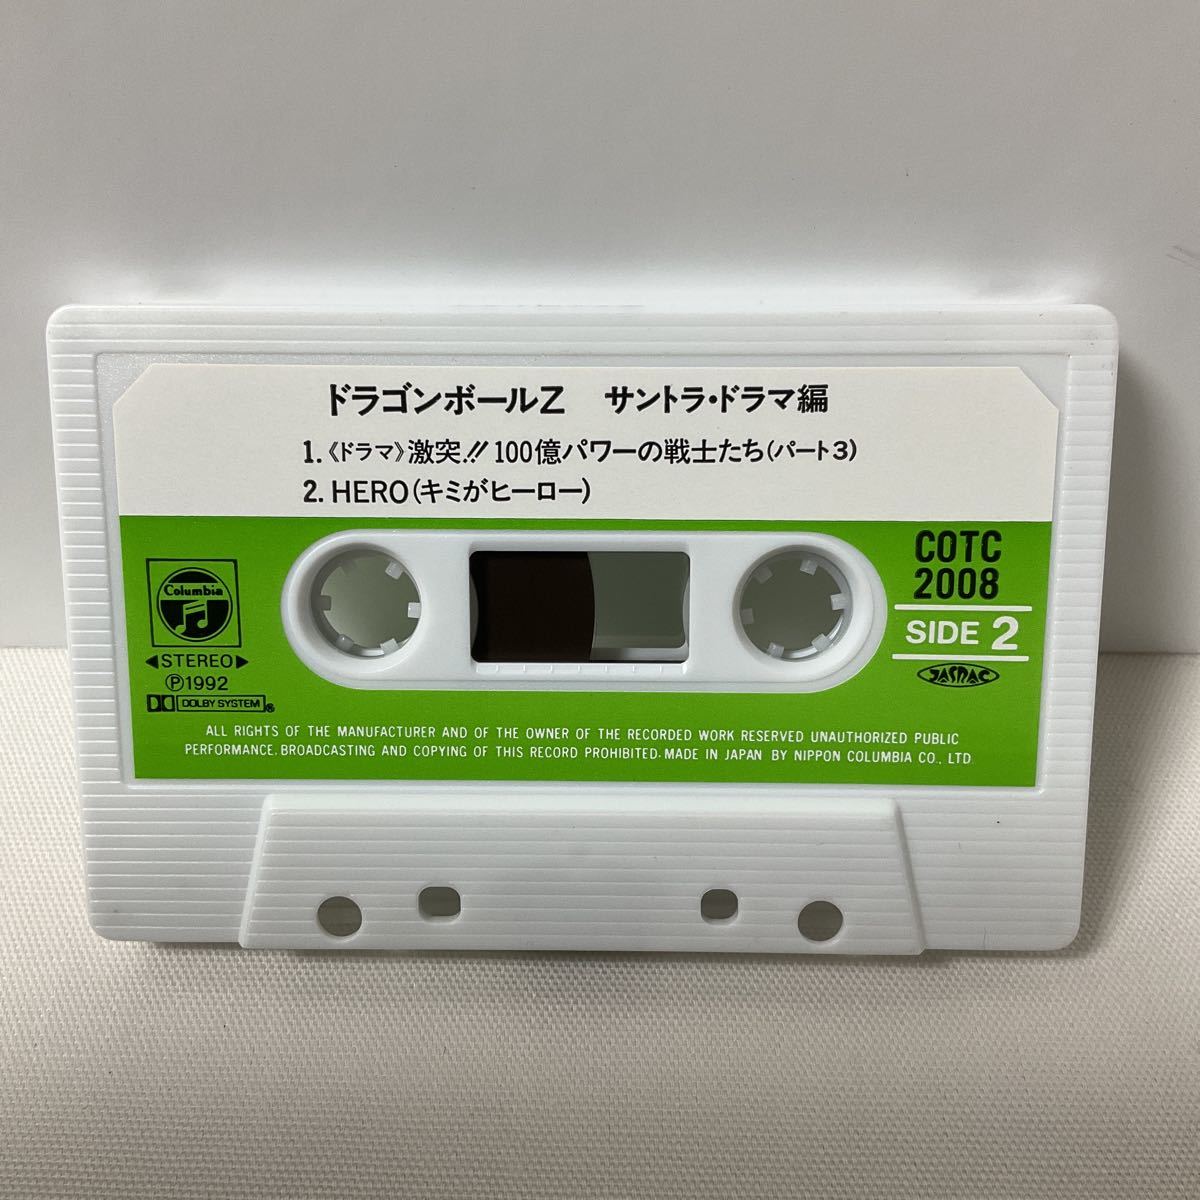 ドラゴンボールZ サントラ・ドラマ編
1.《ドラマ》激突!! 100億パワーの戦士たち(パート3)
2. HERO(キミがヒーロー)
Columbia
◀STEREO▶
Ⓟ1992
DOLBY SYSTEM®
COTC
2008
SIDE 2
JASRAC
ALL RIGHTS OF THE MANUFACTURER AND OF THE OWNER OF THE RECORDED WORK RESERVED UNAUTHORIZED PUBLIC
PERFORMANCE. BROADCASTING AND COPYING OF THIS RECORD PROHIBITED. MADE IN JAPAN BY NIPPON COLUMBIA CO., LTD.